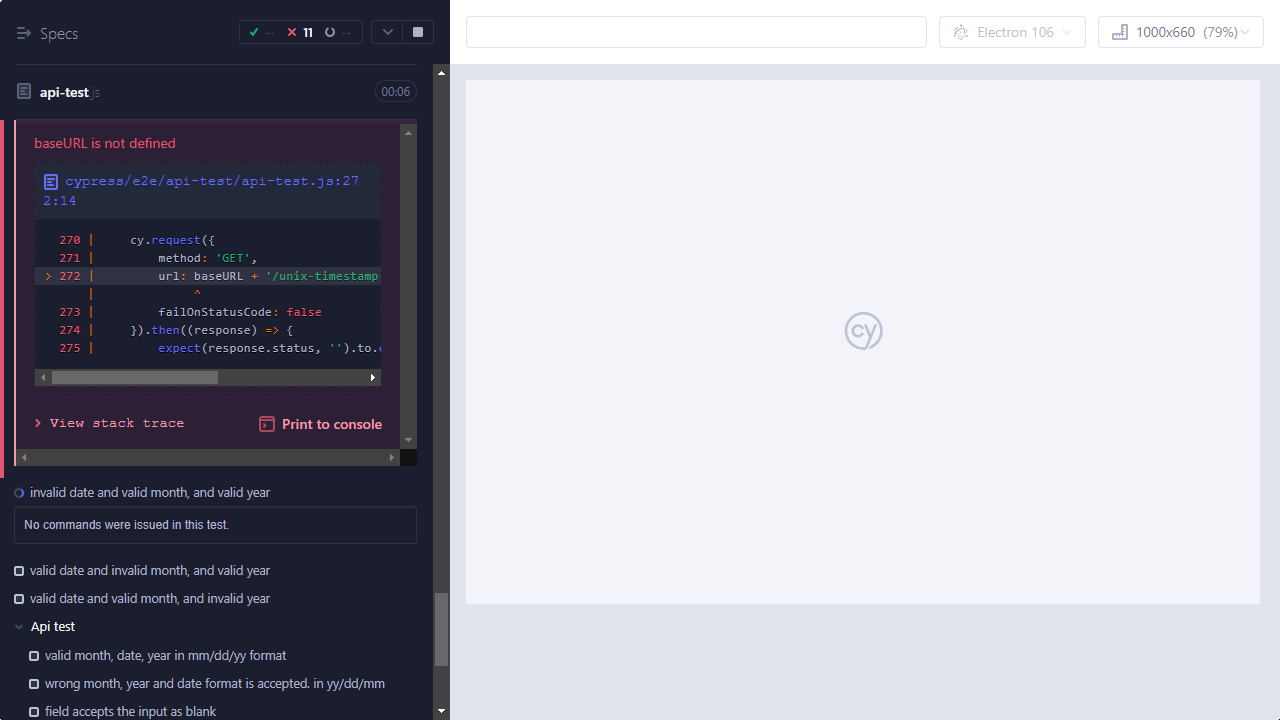 Specs
-- 11 --
Electron 106
1000x660 (79%)
api-test.js
00:06
baseURL is not defined
cypress/e2e/api-test/api-test.js:27
2:14
270 | cy.request({
271 | method: 'GET',
> 272 | url: baseURL + '/unix-timestamp-
| ^
273 | failOnStatusCode: false
274 | }).then((response) => {
275 | expect(response.status, '').to.
View stack trace
Print to console
invalid date and valid month, and valid year
No commands were issued in this test.
valid date and invalid month, and valid year
valid date and valid month, and invalid year
Api test
valid month, date, year in mm/dd/yy format
wrong month, year and date format is accepted. in yy/dd/mm
field accepts the input as blank
cy